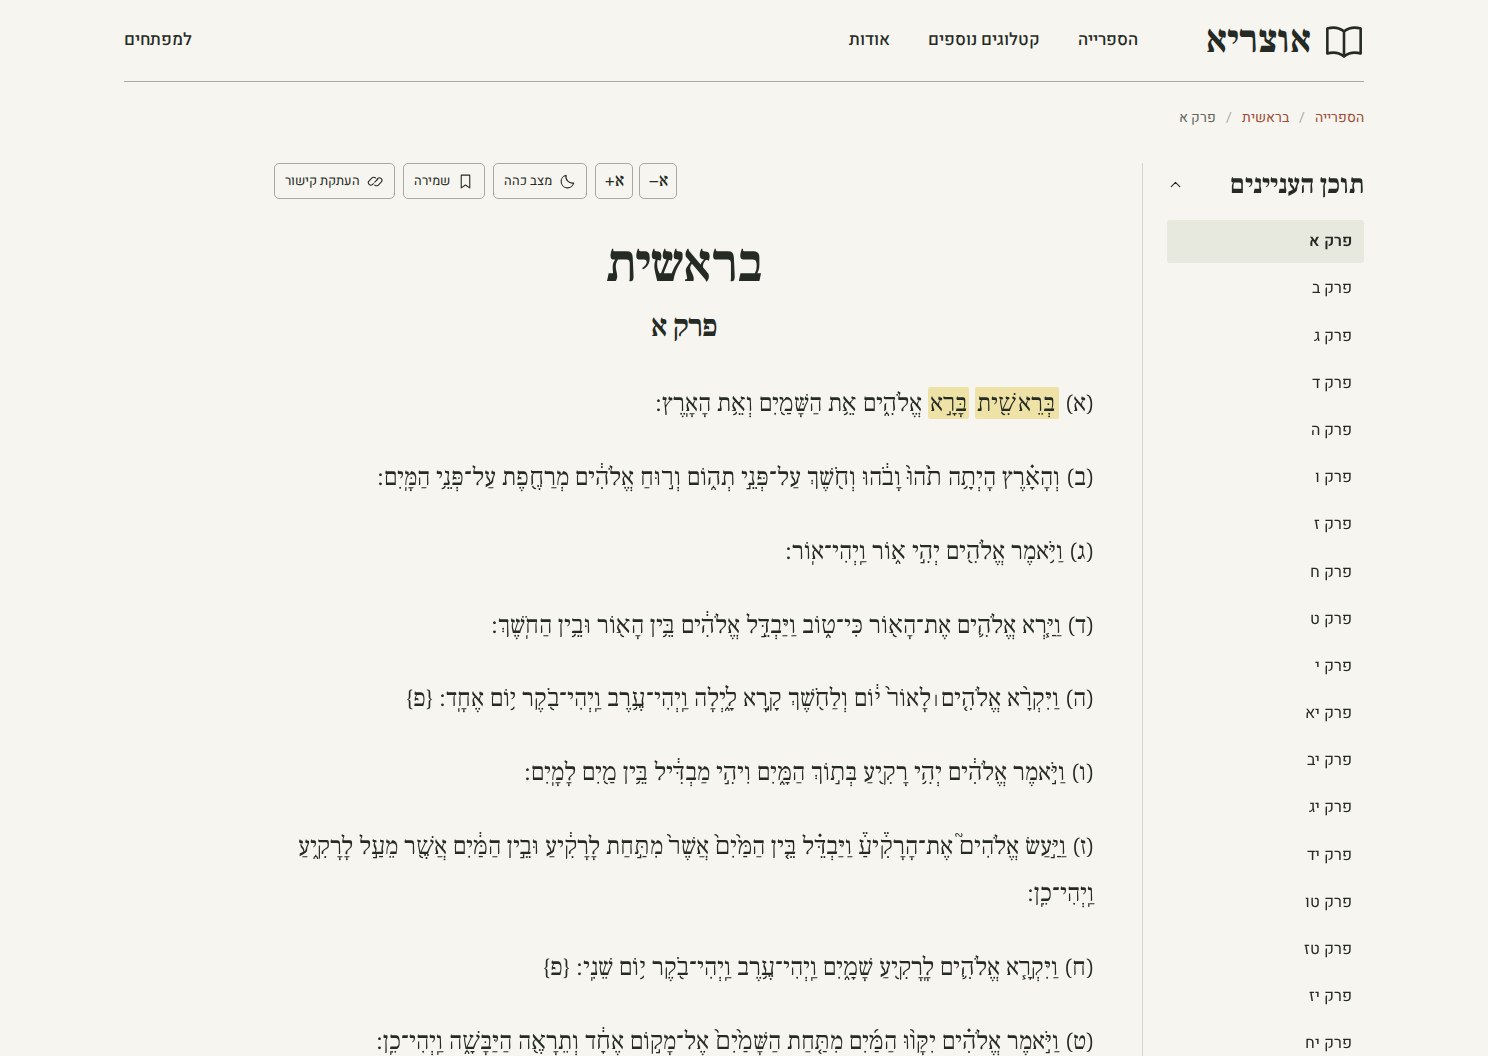 אוצריא
הספרייה
קטלוגים נוספים
אודות
למפתחים
הספרייה / בראשית / פרק א
תוכן העניינים
פרק א
פרק ב
פרק ג
פרק ד
פרק ה
פרק ו
פרק ז
פרק ח
פרק ט
פרק י
פרק יא
פרק יב
פרק יג
פרק יד
פרק טו
פרק טז
פרק יז
פרק יח
א−
א+
מצב כהה
שמירה
העתקת קישור
בראשית
פרק א
(א) בְּרֵאשִׁ֖ית בָּרָ֣א אֱלֹהִ֑ים אֵ֥ת הַשָּׁמַ֖יִם וְאֵ֥ת הָאָֽרֶץ׃
(ב) וְהָאָ֗רֶץ הָיְתָ֥ה תֹ֙הוּ֙ וָבֹ֔הוּ וְחֹ֖שֶׁךְ עַל־פְּנֵ֣י תְה֑וֹם וְר֣וּחַ אֱלֹהִ֔ים מְרַחֶ֖פֶת עַל־פְּנֵ֥י הַמָּֽיִם׃
(ג) וַיֹּ֥אמֶר אֱלֹהִ֖ים יְהִ֣י א֑וֹר וַֽיְהִי־אֽוֹר׃
(ד) וַיַּ֧רְא אֱלֹהִ֛ים אֶת־הָא֖וֹר כִּי־ט֑וֹב וַיַּבְדֵּ֣ל אֱלֹהִ֔ים בֵּ֥ין הָא֖וֹר וּבֵ֥ין הַחֹֽשֶׁךְ׃
(ה) וַיִּקְרָ֨א אֱלֹהִ֤ים ׀ לָאוֹר֙ י֔וֹם וְלַחֹ֖שֶׁךְ קָ֣רָא לָ֑יְלָה וַֽיְהִי־עֶ֥רֶב וַֽיְהִי־בֹ֖קֶר י֥וֹם אֶחָֽד׃ {פ}
(ו) וַיֹּ֣אמֶר אֱלֹהִ֔ים יְהִ֥י רָקִ֖יעַ בְּת֣וֹךְ הַמָּ֑יִם וִיהִ֣י מַבְדִּ֔יל בֵּ֥ין מַ֖יִם לָמָֽיִם׃
(ז) וַיַּ֣עַשׂ אֱלֹהִים֮ אֶת־הָרָקִ֒יעַ֒ וַיַּבְדֵּ֗ל בֵּ֤ין הַמַּ֙יִם֙ אֲשֶׁר֙ מִתַּ֣חַת לָרָקִ֔יעַ וּבֵ֣ין הַמַּ֔יִם אֲשֶׁ֖ר מֵעַ֣ל לָרָקִ֑יעַ
וַֽיְהִי־כֵֽן׃
(ח) וַיִּקְרָ֧א אֱלֹהִ֛ים לָֽרָקִ֖יעַ שָׁמָ֑יִם וַֽיְהִי־עֶ֥רֶב וַֽיְהִי־בֹ֖קֶר י֥וֹם שֵׁנִֽי׃ {פ}
(ט) וַיֹּ֣אמֶר אֱלֹהִ֗ים יִקָּו֨וּ הַמַּ֜יִם מִתַּ֤חַת הַשָּׁמַ֙יִם֙ אֶל־מָק֣וֹם אֶחָ֔ד וְתֵרָאֶ֖ה הַיַּבָּשָׁ֑ה וַֽיְהִי־כֵֽן׃